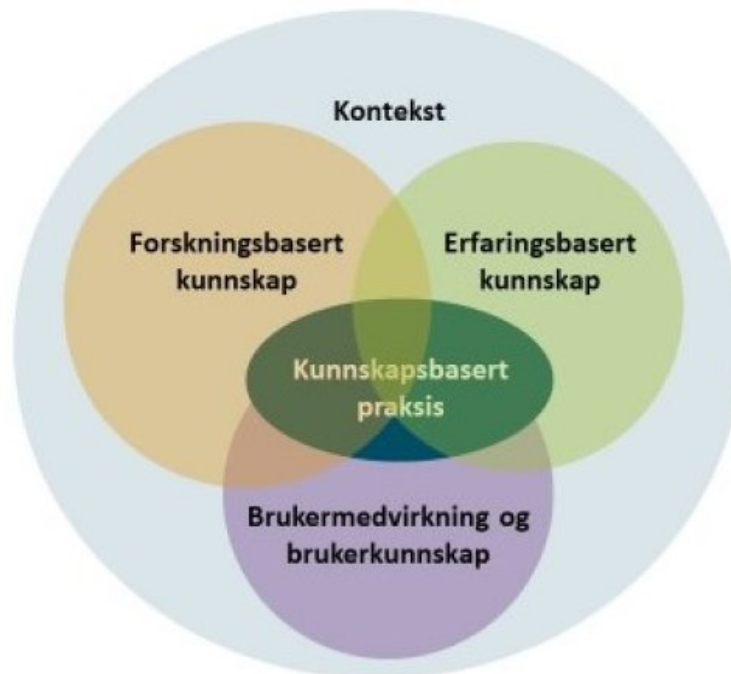 Kontekst
Forskningsbasert
kunnskap
Erfaringsbasert
kunnskap
Kunnskapsbasert
praksis
Brukermedvirkning og
brukerkunnskap